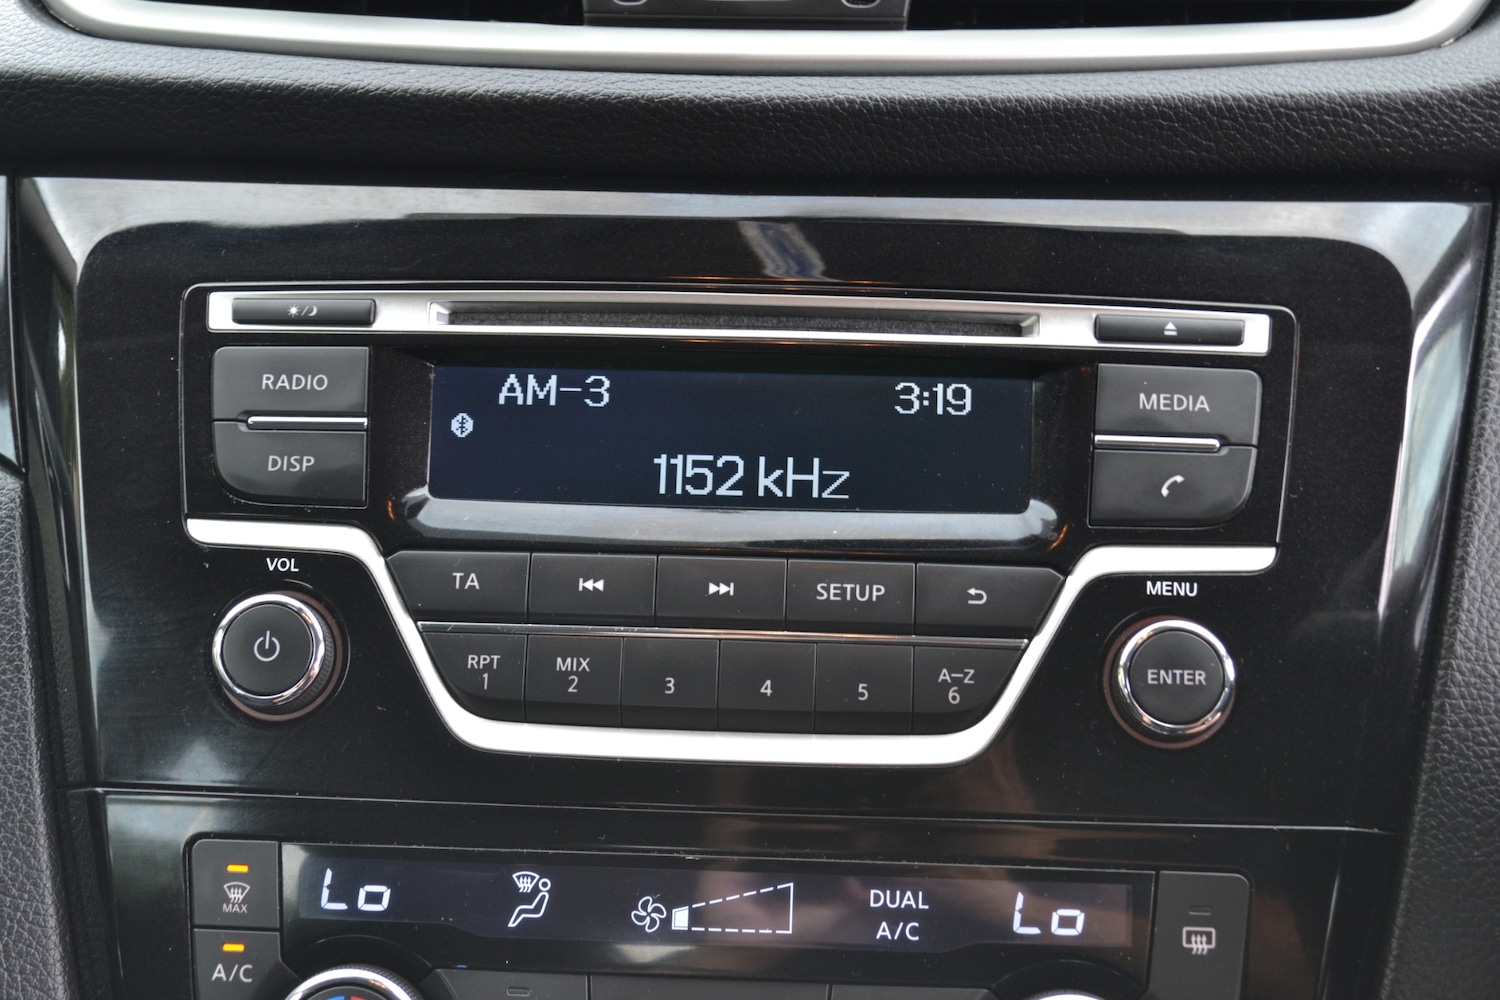 RADIO
DISP
AM-3
3:19
1152 kHz
MEDIA
VOL
TA
SETUP
MENU
RPT
1
MIX
2
3
4
5
A-Z
6
ENTER
MAX
A/C
Lo
DUAL
A/C
Lo